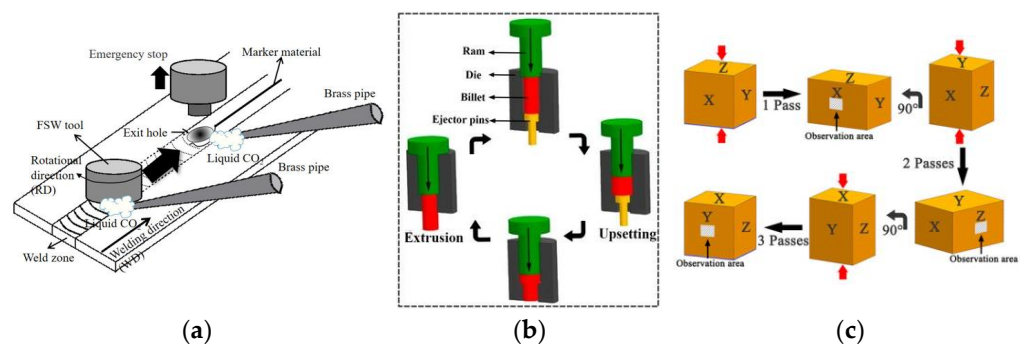 Emergency stop
Marker material
Brass pipe
FSW tool
Exit hole
Rotational
direction
(RD)
Liquid CO₂
Brass pipe
Liquid CO
Welding direction
(WD)
Weld zone
(a)
Ram
Die
Billet
Ejector pins
Extrusion
Upsetting
(b)
Z
X
Y
1 Pass
Z
X
Y
Observation area
90°
Y
Z
X
2 Passes
X
Y
Z
Observation area
3 Passes
X
Y
Z
90°
Y
X
Z
Observation area
(c)